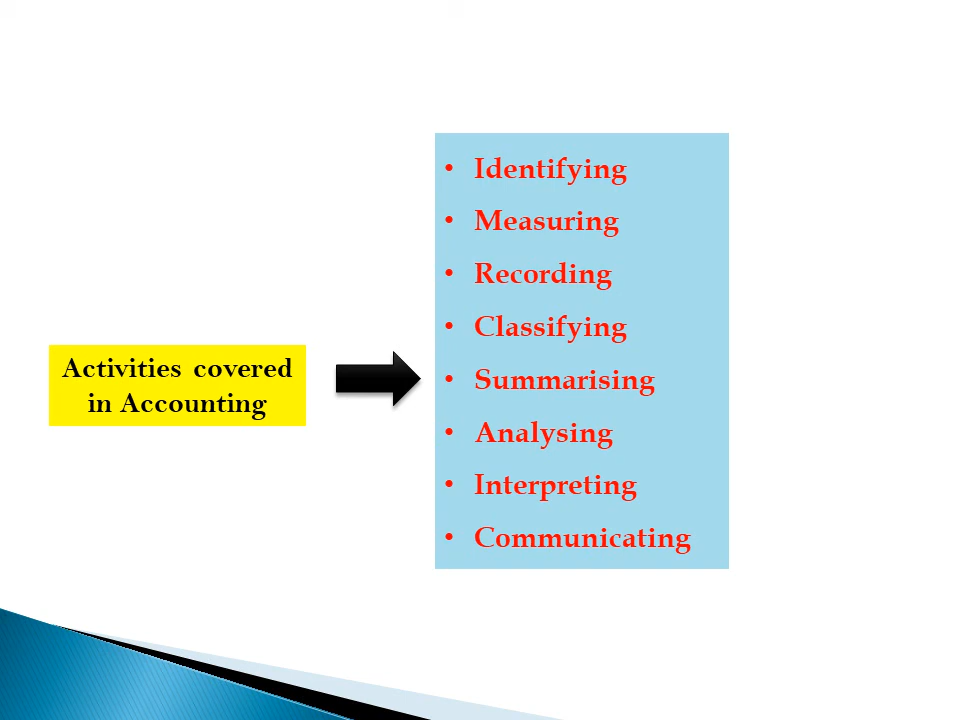 Activities covered
in Accounting
• Identifying
• Measuring
• Recording
• Classifying
• Summarising
• Analysing
• Interpreting
• Communicating